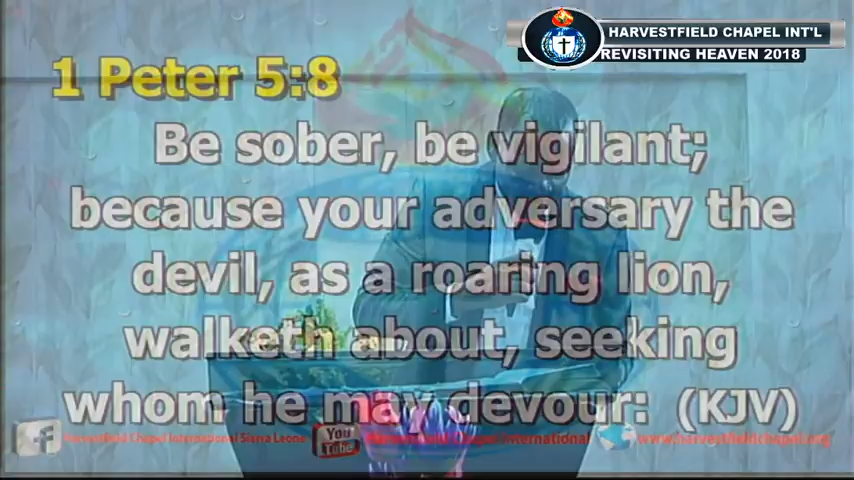 HARVESTFIELD CHAPEL INT'L
REVISITING HEAVEN 2018
1 Peter 5:8
Be sober, be vigilant;
because your adversary the
devil, as a roaring lion,
walketh about, seeking
whom he may devour: (KJV)
Harvestfield Chapel International Sierra Leone
You Tube
Harvestfield Chapel International
www.harvestfieldchapel.org